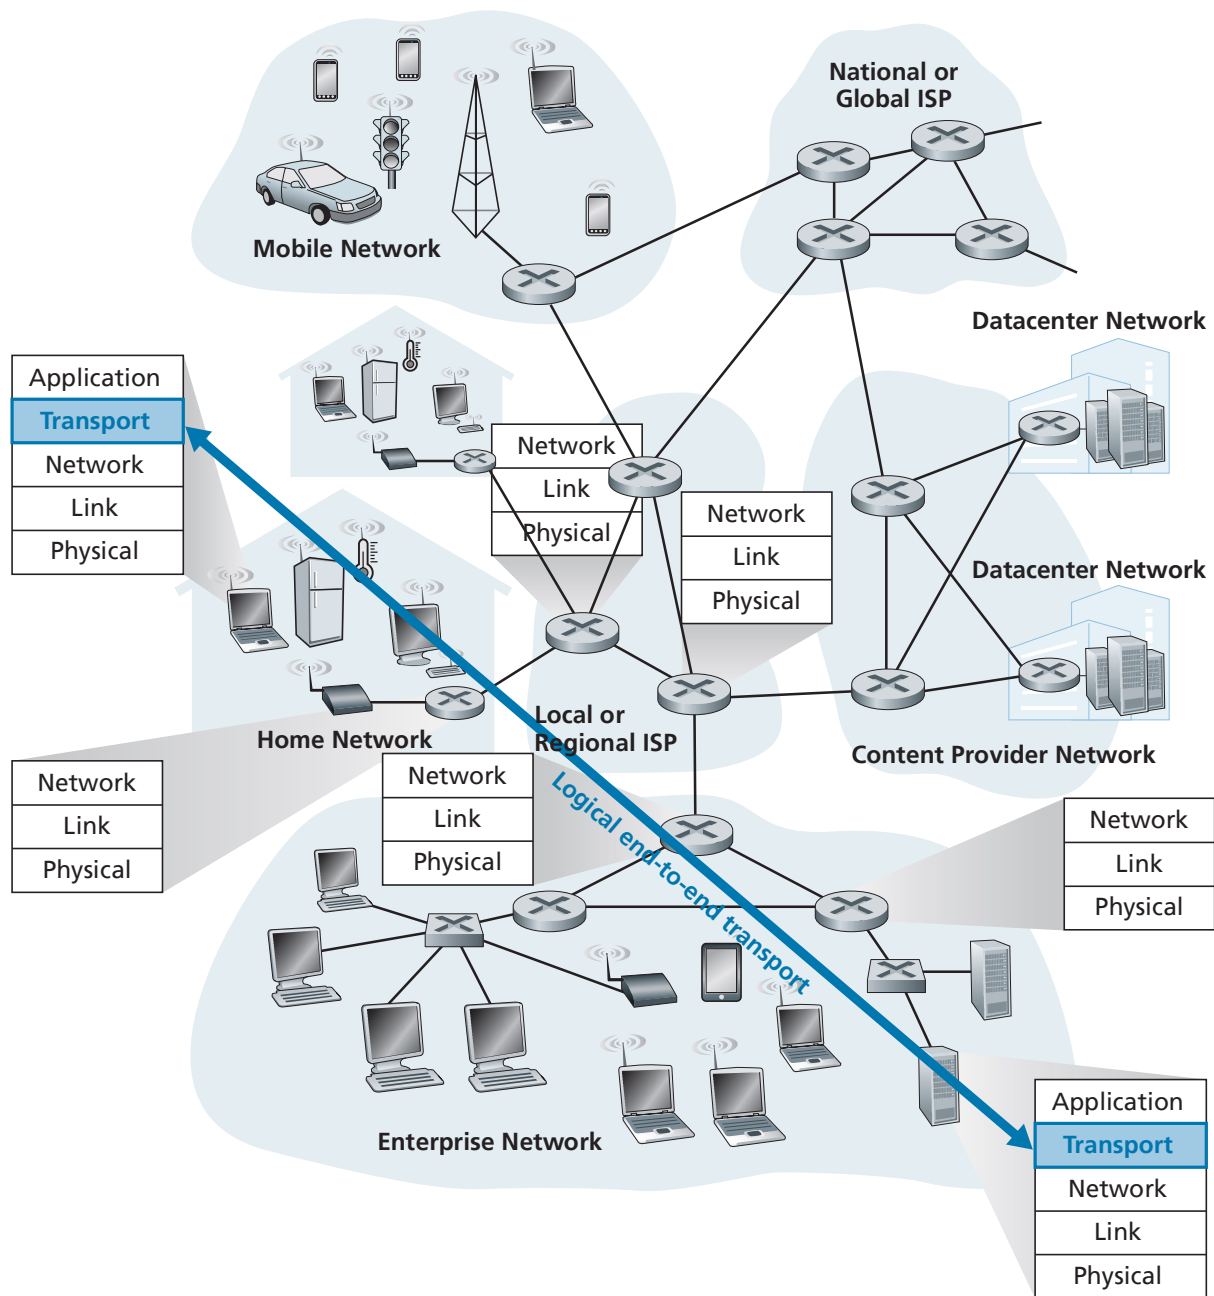 National or
Global ISP
Mobile Network
Datacenter Network
Application
Transport
Network
Link
Physical
Network
Link
Physical
Network
Link
Physical
Datacenter Network
Local or
Regional ISP
Home Network
Content Provider Network
Network
Link
Physical
Network
Link
Physical
Logical end-to-end transport
Network
Link
Physical
Enterprise Network
Application
Transport
Network
Link
Physical